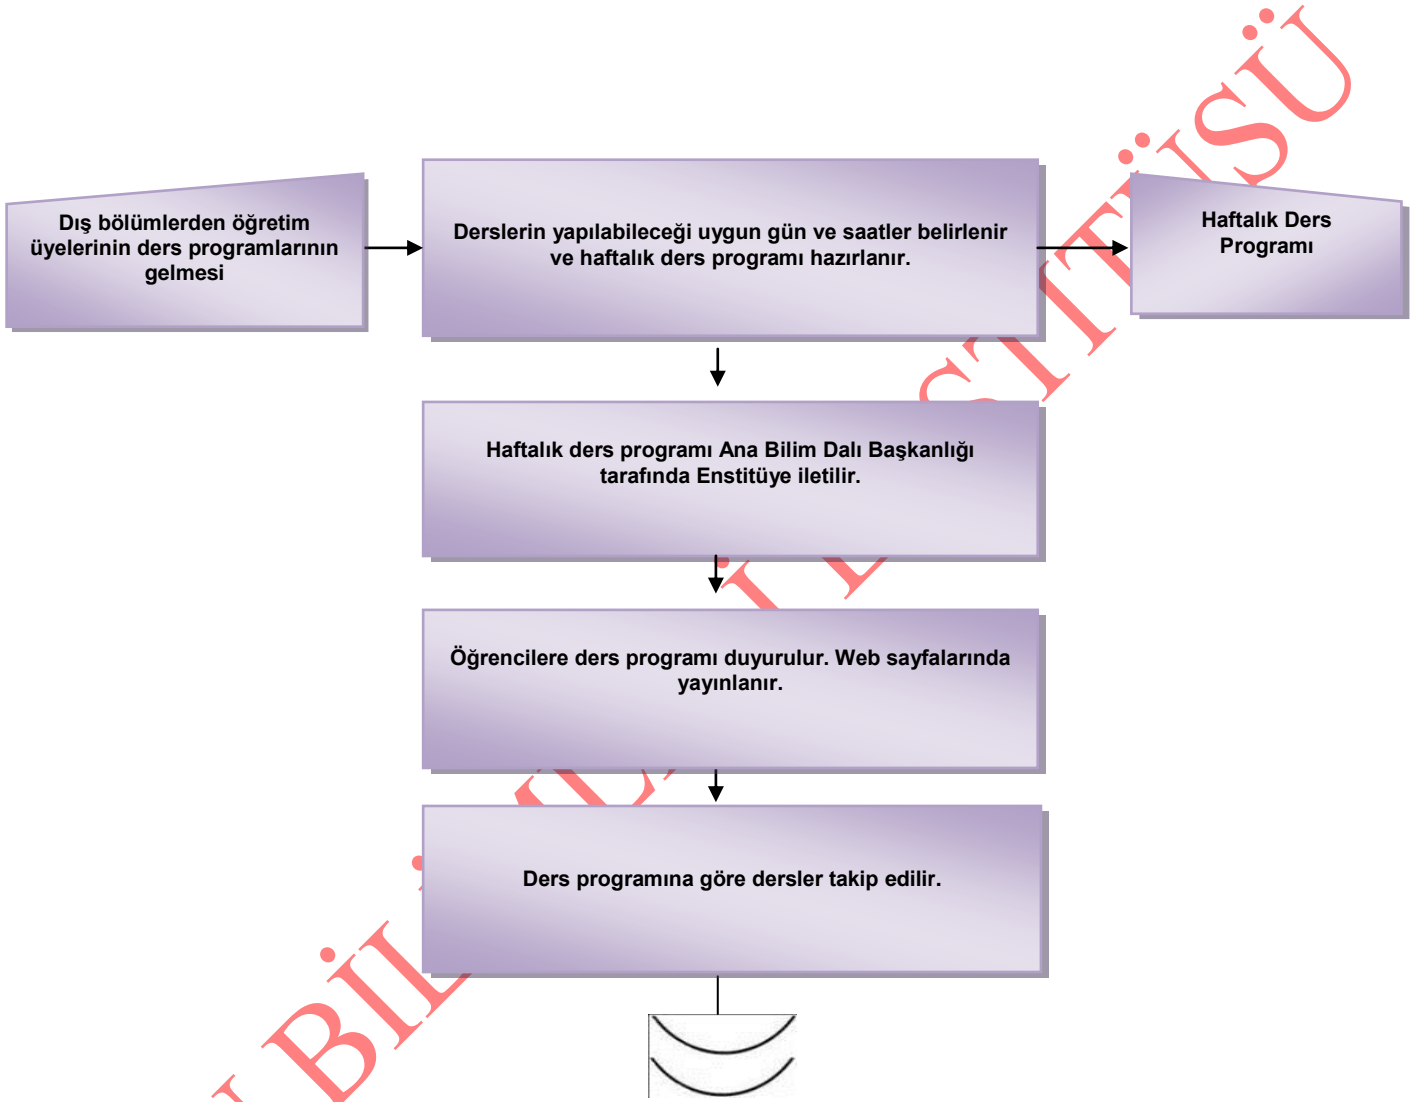 Dış bölümlerden öğretim
üyelerinin ders programlarının
gelmesi
Derslerin yapılabileceği uygun gün ve saatler belirlenir
ve haftalık ders programı hazırlanır.
Haftalık Ders
Programı
Haftalık ders programı Ana Bilim Dalı Başkanlığı
tarafında Enstitüye iletilir.
Öğrencilere ders programı duyurulur. Web sayfalarında
yayınlanır.
Ders programına göre dersler takip edilir.